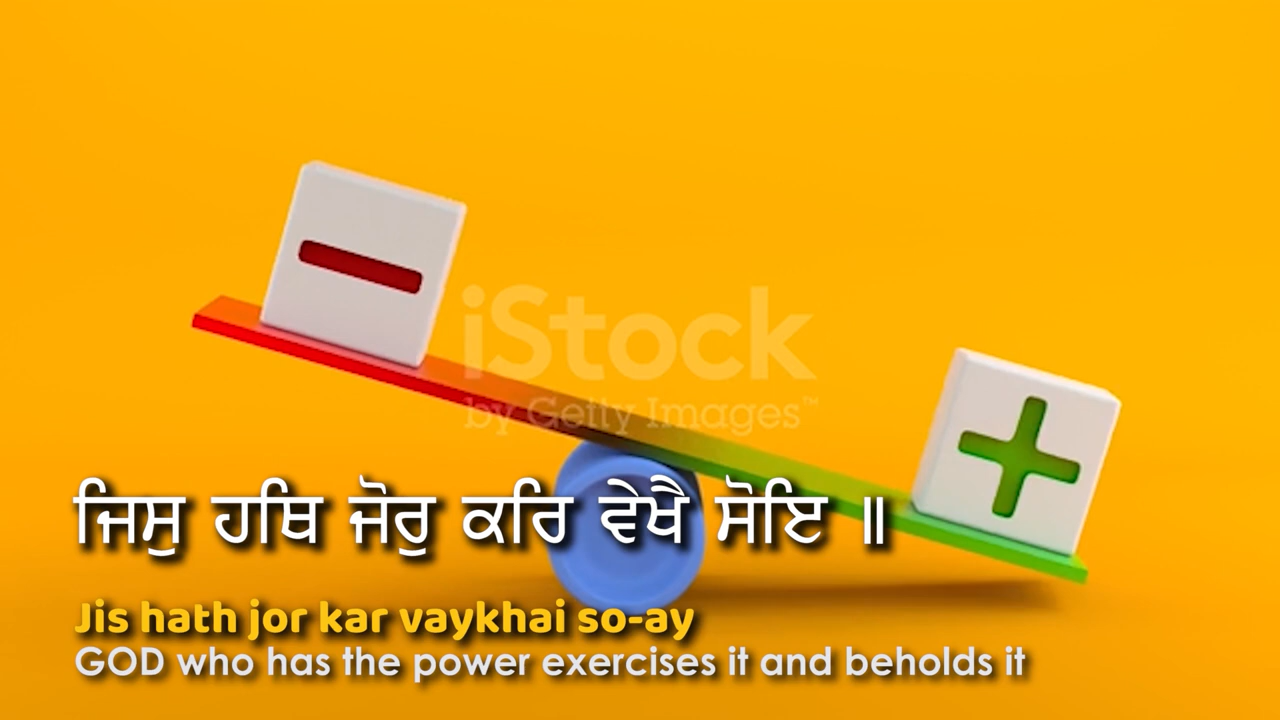 iStock
by Getty Images™
ਜਿਸੁ ਹਥਿ ਜੋਰੁ ਕਰਿ ਵੇਖੈ ਸੋਇ ॥
Jis hath jor kar vaykhai so-ay
GOD who has the power exercises it and beholds it